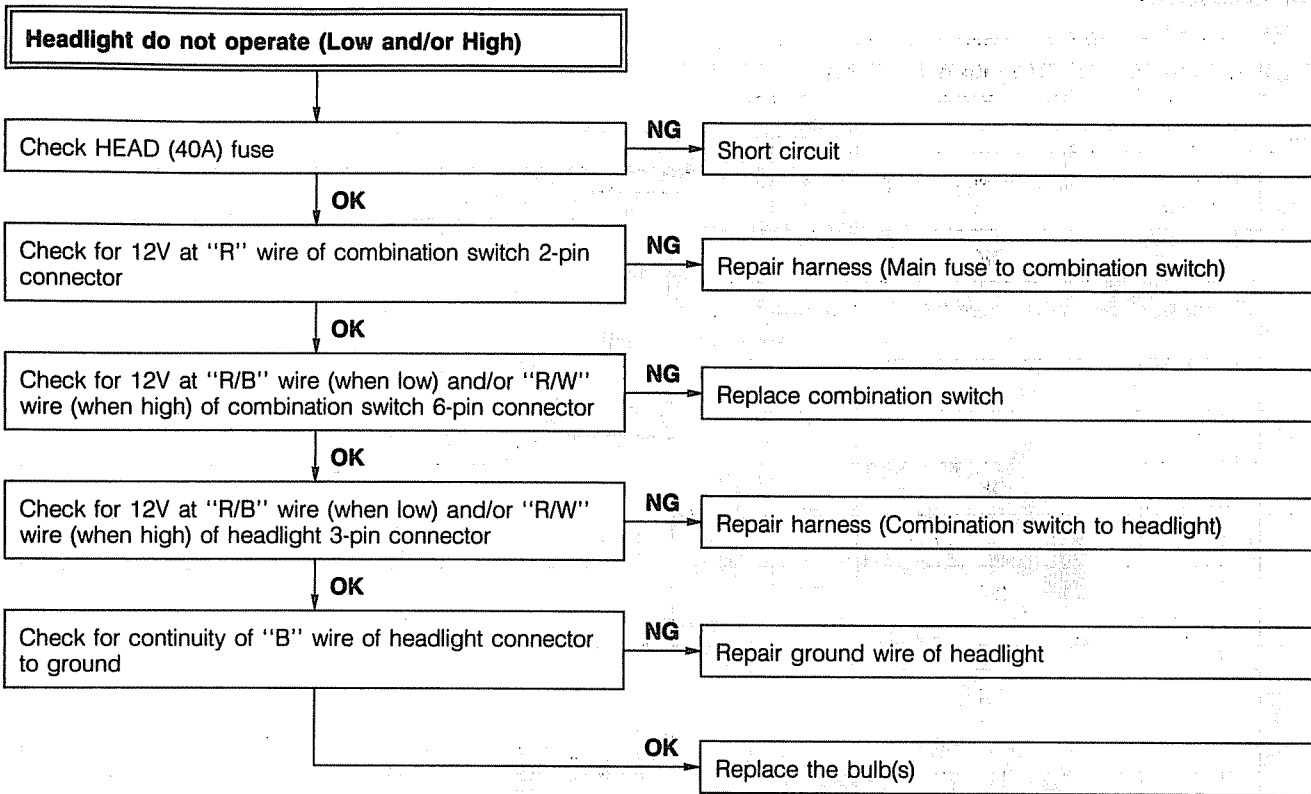 Headlight do not operate (Low and/or High)
Check HEAD (40A) fuse
NG
Short circuit
OK
Check for 12V at "R" wire of combination switch 2-pin
connector
NG
Repair harness (Main fuse to combination switch)
OK
Check for 12V at "R/B" wire (when low) and/or "R/W"
wire (when high) of combination switch 6-pin connector
NG
Replace combination switch
OK
Check for 12V at "R/B" wire (when low) and/or "R/W"
wire (when high) of headlight 3-pin connector
NG
Repair harness (Combination switch to headlight)
OK
Check for continuity of "B" wire of headlight connector
to ground
NG
Repair ground wire of headlight
OK
Replace the bulb(s)